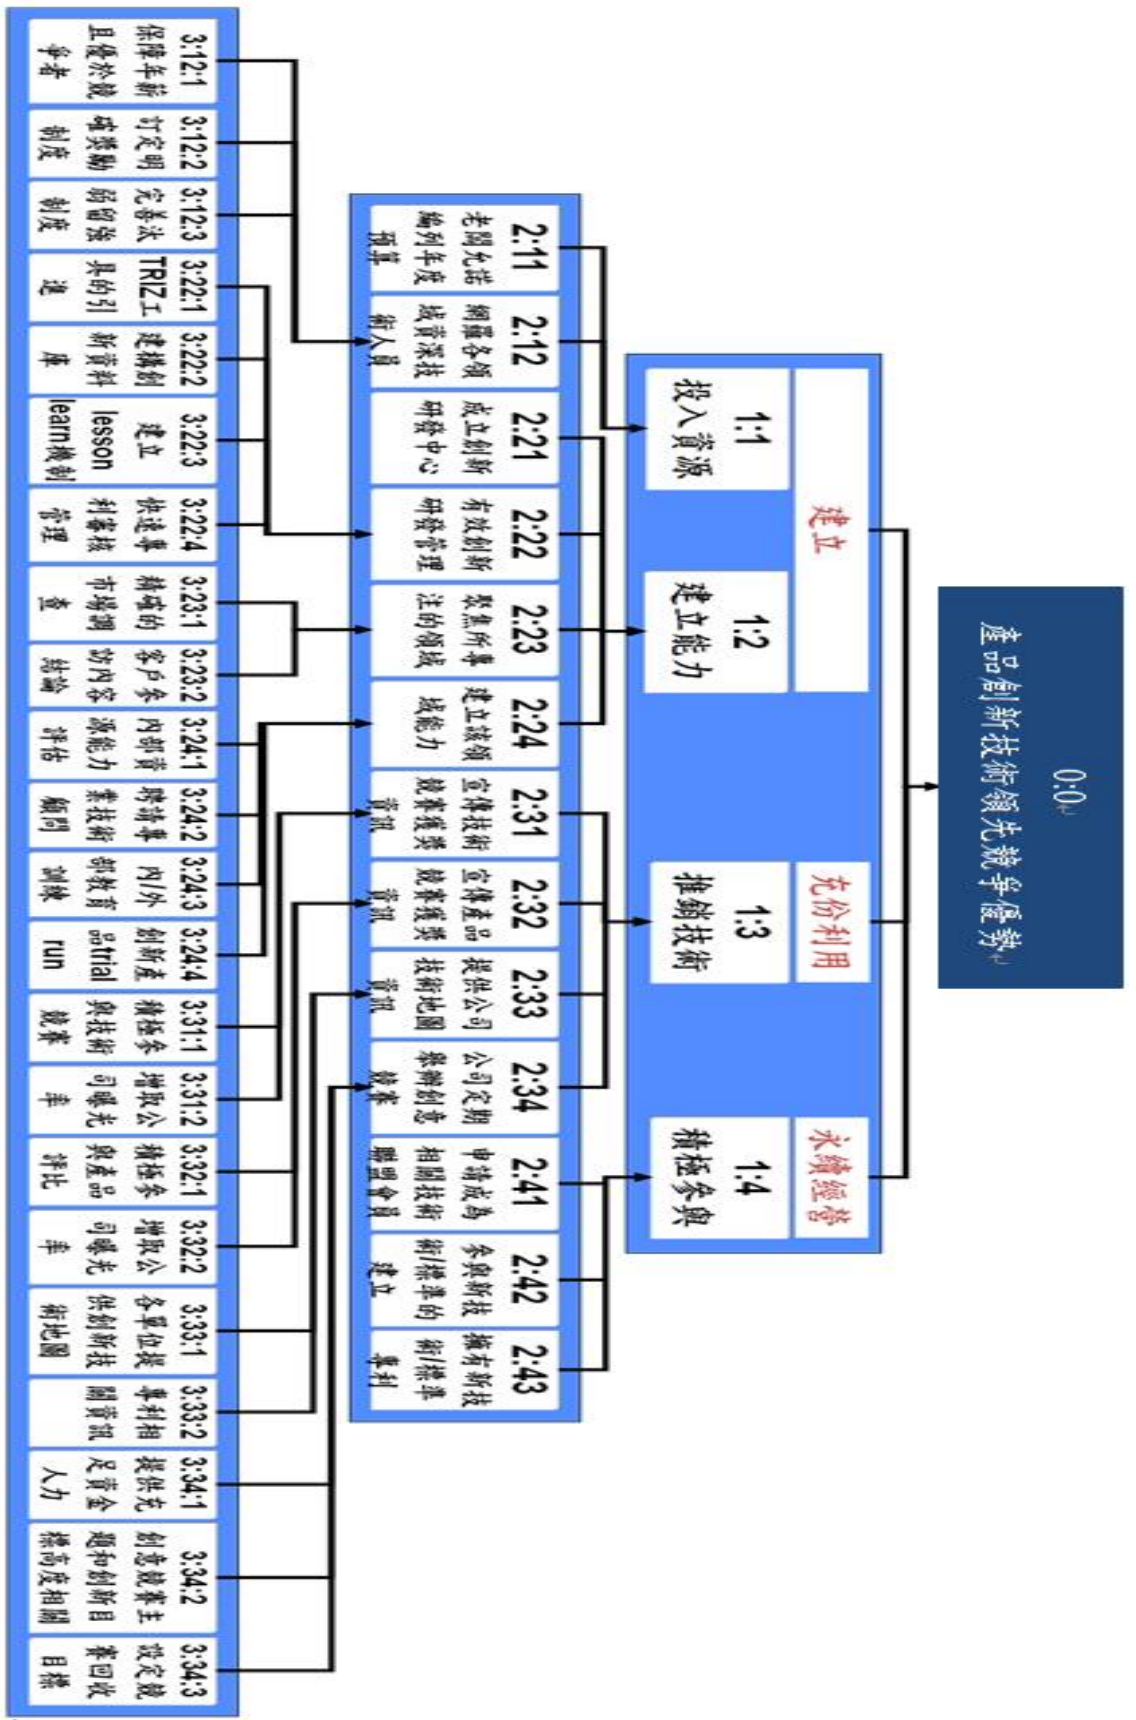 0:0
產品創新技術領先競爭優勢
建立
充份利用
永續經營
1:1
投入資源
1:2
建立能力
1:3
推銷技術
1:4
積極參與
2:11
老闆允諾
編列年度
預算
2:12
網羅各領
域資深技
術人員
2:21
成立創新
研發中心
2:22
有效創新
研發管理
2:23
聚焦所專
注的領域
2:24
建立該領
域能力
2:31
宣傳技術
競賽獲獎
資訊
2:32
宣傳產品
競賽獲獎
資訊
2:33
提供公司
技術地圖
資訊
2:34
公司定期
舉辦創意
競賽
2:41
申請成為
相關技術
聯盟會員
2:42
參與新技
術/標準的
建立
2:43
擁有新技
術/標準
專利
3:12:1
保障年薪
且優於競
爭者
3:12:2
訂定明
確獎勵
制度
3:12:3
完善汰
弱留強
制度
3:22:1
TRIZ工
具的引
進
3:22:2
建構創
新資料
庫
3:22:3
建立
lesson
learn機制
3:22:4
快速專
利審核
管理
3:23:1
精確的
市場調
查
3:23:2
客戶參
訪內容
結論
3:24:1
內部資
源能力
評估
3:24:2
聘請專
業技術
顧問
3:24:3
內/外
部教育
訓練
3:24:4
創新產
品trial
run
3:31:1
積極參
與技術
競賽
3:31:2
增取公
司曝光
率
3:32:1
積極參
與產品
評比
3:32:2
增取公
司曝光
率
3:33:1
各單位提
供創新技
術地圖
3:33:2
專利相
關資訊
3:34:1
提供充
足資金
人力
3:34:2
創意競賽主
題和創新目
標高度相關
3:34:3
設定競
賽回收
目標